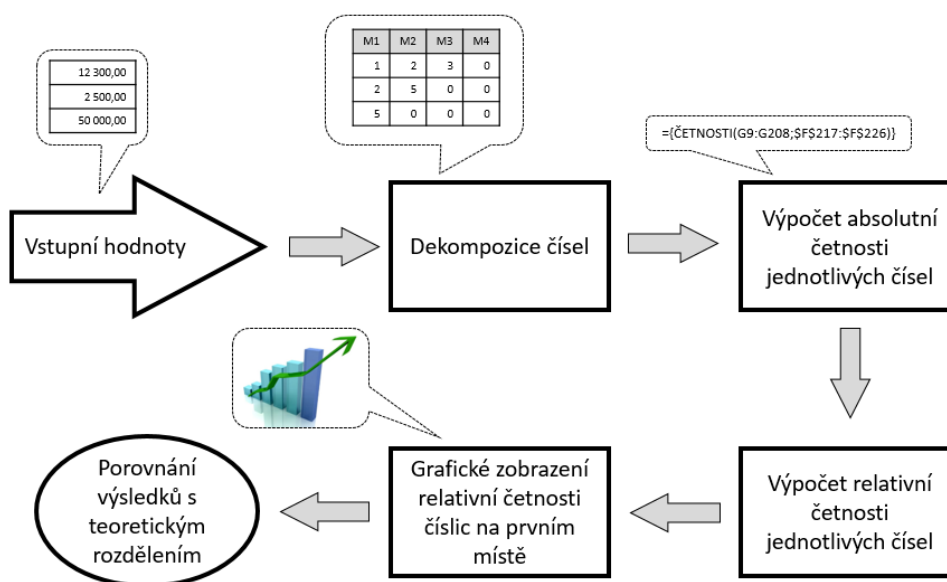 12 300,00
2 500,00
50 000,00
M1 M2 M3 M4
1 2 3 0
2 5 0 0
5 0 0 0
={ČETNOSTI(G9:G208;$F$217:$F$226)}
Vstupní hodnoty
Dekompozice čísel
Výpočet absolutní
četnosti
jednotlivých čísel
Výpočet relativní
četnosti
jednotlivých čísel
Grafické zobrazení
relativní četnosti
číslic na prvním
místě
Porovnání
výsledků s
teoretickým
rozdělením